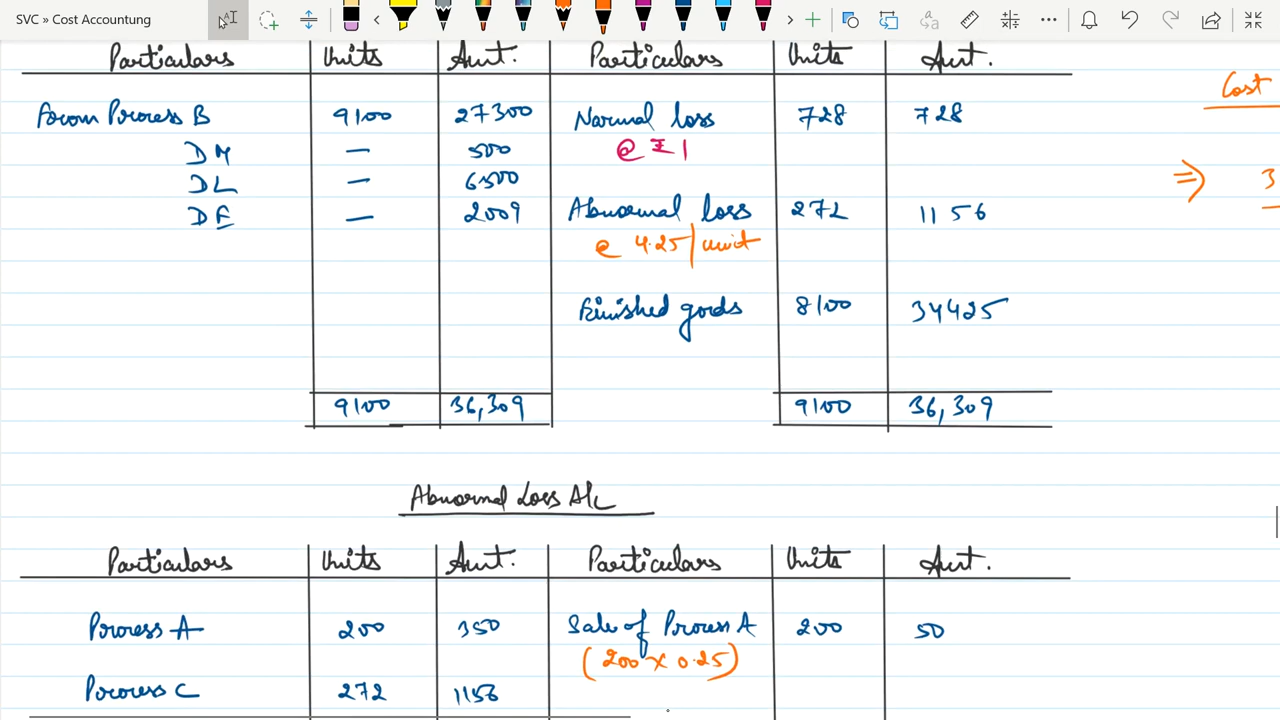 SVC » Cost Accountung
Particulars Units Amt. Particulars Units Amt.
Cost
From Process B 9100 27300 Normal loss 728 728
DM — 500 @ ₹ 1
DL — 6500
⇒ 3
DE — 2009 Abnormal loss 272 1156
@ 4.25/unit
Finished goods 8100 34425
9100 36,309 9100 36,309
Abnormal Loss A/c
Particulars Units Amt. Particulars Units Amt.
Process A 200 350 Sale of Process A 200 50
(200 x 0.25)
Process C 272 1156